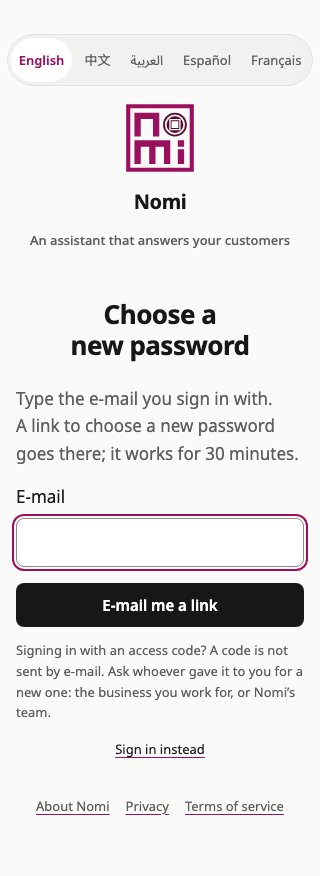 English 中文 العربية Español Français
nomi
Nomi
An assistant that answers your customers
Choose a
new password
Type the e-mail you sign in with.
A link to choose a new password
goes there; it works for 30 minutes.
E-mail
E-mail me a link
Signing in with an access code? A code is not
sent by e-mail. Ask whoever gave it to you for a
new one: the business you work for, or Nomi’s
team.
Sign in instead
About Nomi Privacy Terms of service